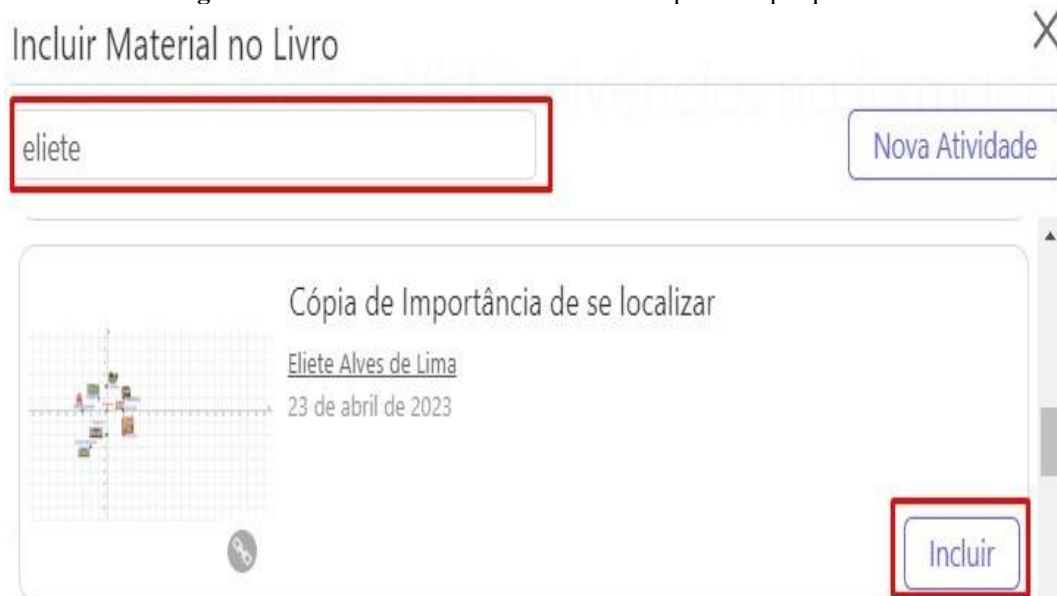 Incluir Material no Livro
X
eliete
Nova Atividade
Cópia de Importância de se localizar
Eliete Alves de Lima
23 de abril de 2023
Incluir